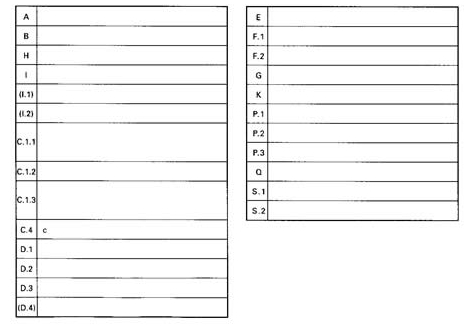 A
B
H
I
(I.1)
(I.2)
C.1.1
C.1.2
C.1.3
C.4 c
D.1
D.2
D.3
(D.4)
E
F.1
F.2
G
K
P.1
P.2
P.3
Q
S.1
S.2